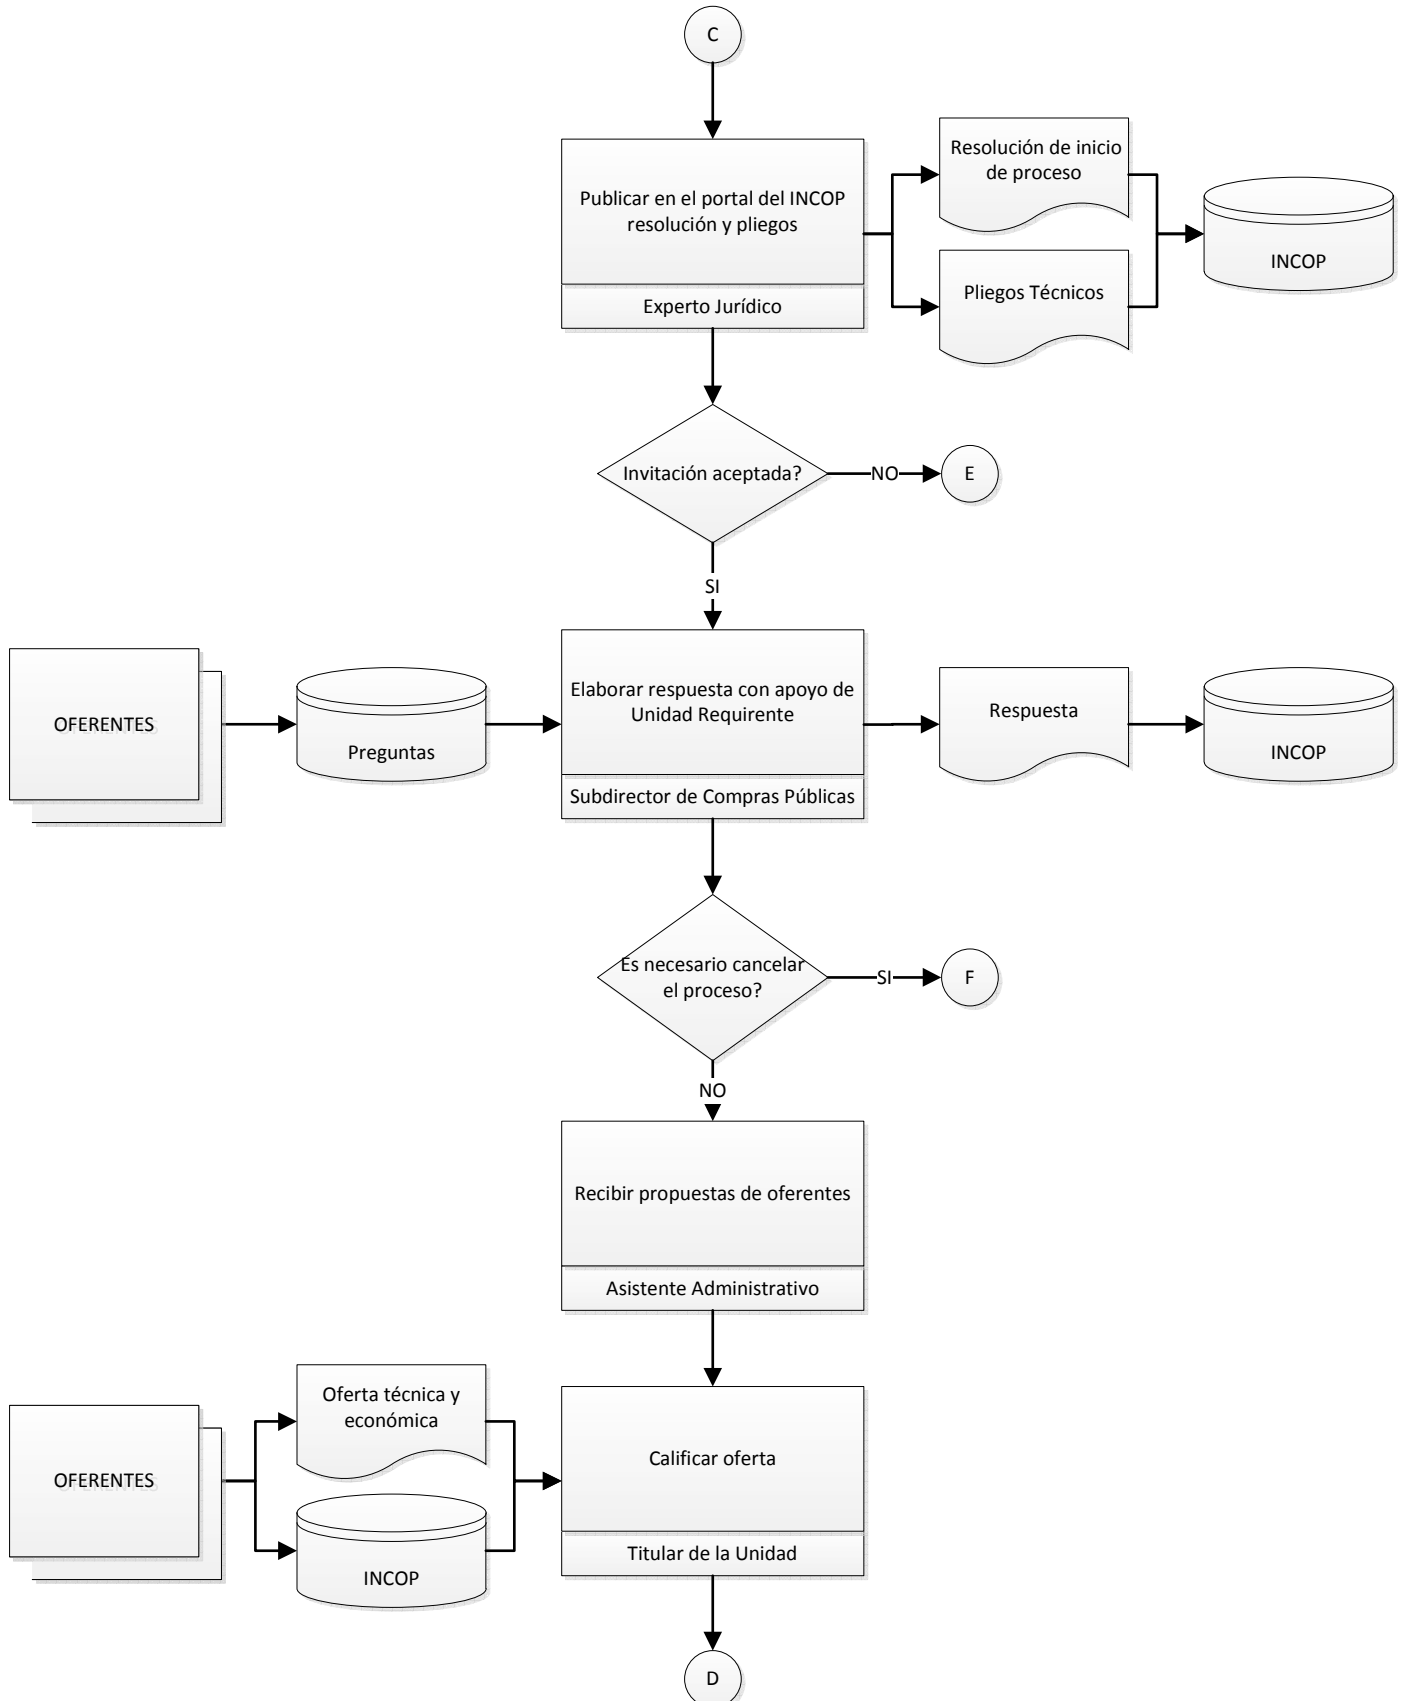 C
Publicar en el portal del INCOP
resolución y pliegos
Experto Jurídico
Resolución de inicio
de proceso
Pliegos Técnicos
INCOP
Invitación aceptada?
NO
E
SI
OFERENTES
Preguntas
Elaborar respuesta con apoyo de
Unidad Requirente
Subdirector de Compras Públicas
Respuesta
INCOP
Es necesario cancelar
el proceso?
SI
F
NO
Recibir propuestas de oferentes
Asistente Administrativo
OFERENTES
Oferta técnica y
económica
INCOP
Calificar oferta
Titular de la Unidad
D